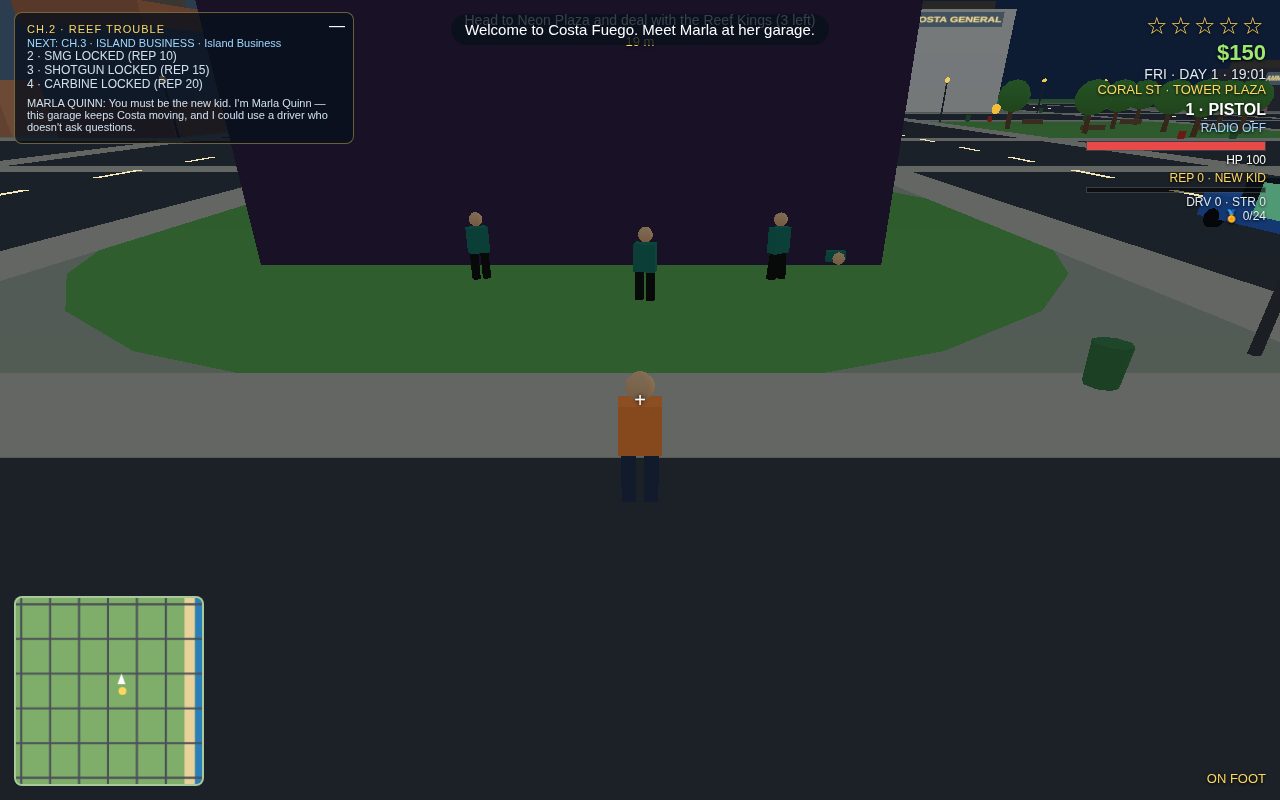 CH.2 · REEF TROUBLE
—
NEXT: CH.3 · ISLAND BUSINESS · Island Business
2 · SMG LOCKED (REP 10)
3 · SHOTGUN LOCKED (REP 15)
4 · CARBINE LOCKED (REP 20)
MARLA QUINN: You must be the new kid. I'm Marla Quinn —
this garage keeps Costa moving, and I could use a driver who
doesn't ask questions.
Head to Neon Plaza and deal with the Reef Kings (3 left)
Welcome to Costa Fuego. Meet Marla at her garage.
19 m
OSTA GENERAL
☆☆☆☆☆
$150
FRI · DAY 1 · 19:01
CORAL ST · TOWER PLAZA
1 · PISTOL
RADIO OFF
HP 100
REP 0 · NEW KID
DRV 0 · STR 0
🏅 0/24
+
ON FOOT